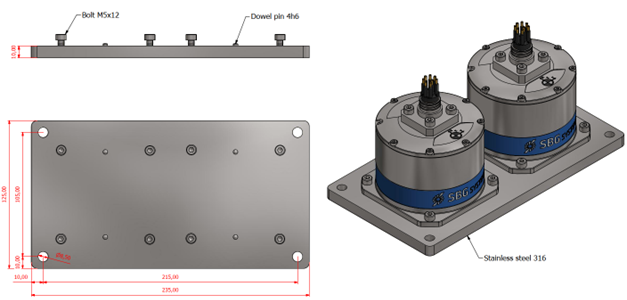 Bolt M5x12
Dowel pin 4h6
10,00
125,00
105,00
10,00
10,00
215,00
235,00
SBG
SBG
Stainless steel 316